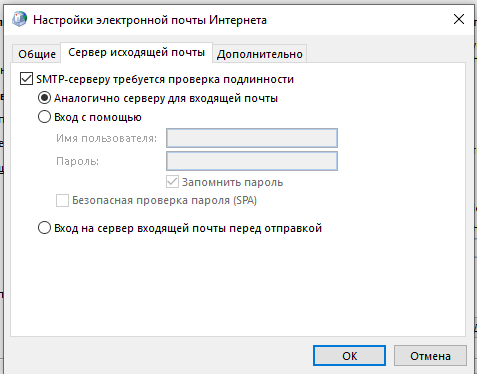 Настройки электронной почты Интернета
Общие Сервер исходящей почты Дополнительно
SMTP-серверу требуется проверка подлинности
Аналогично серверу для входящей почты
Вход с помощью
Имя пользователя:
Пароль:
Запомнить пароль
Безопасная проверка пароля (SPA)
Вход на сервер входящей почты перед отправкой
ОК Отмена